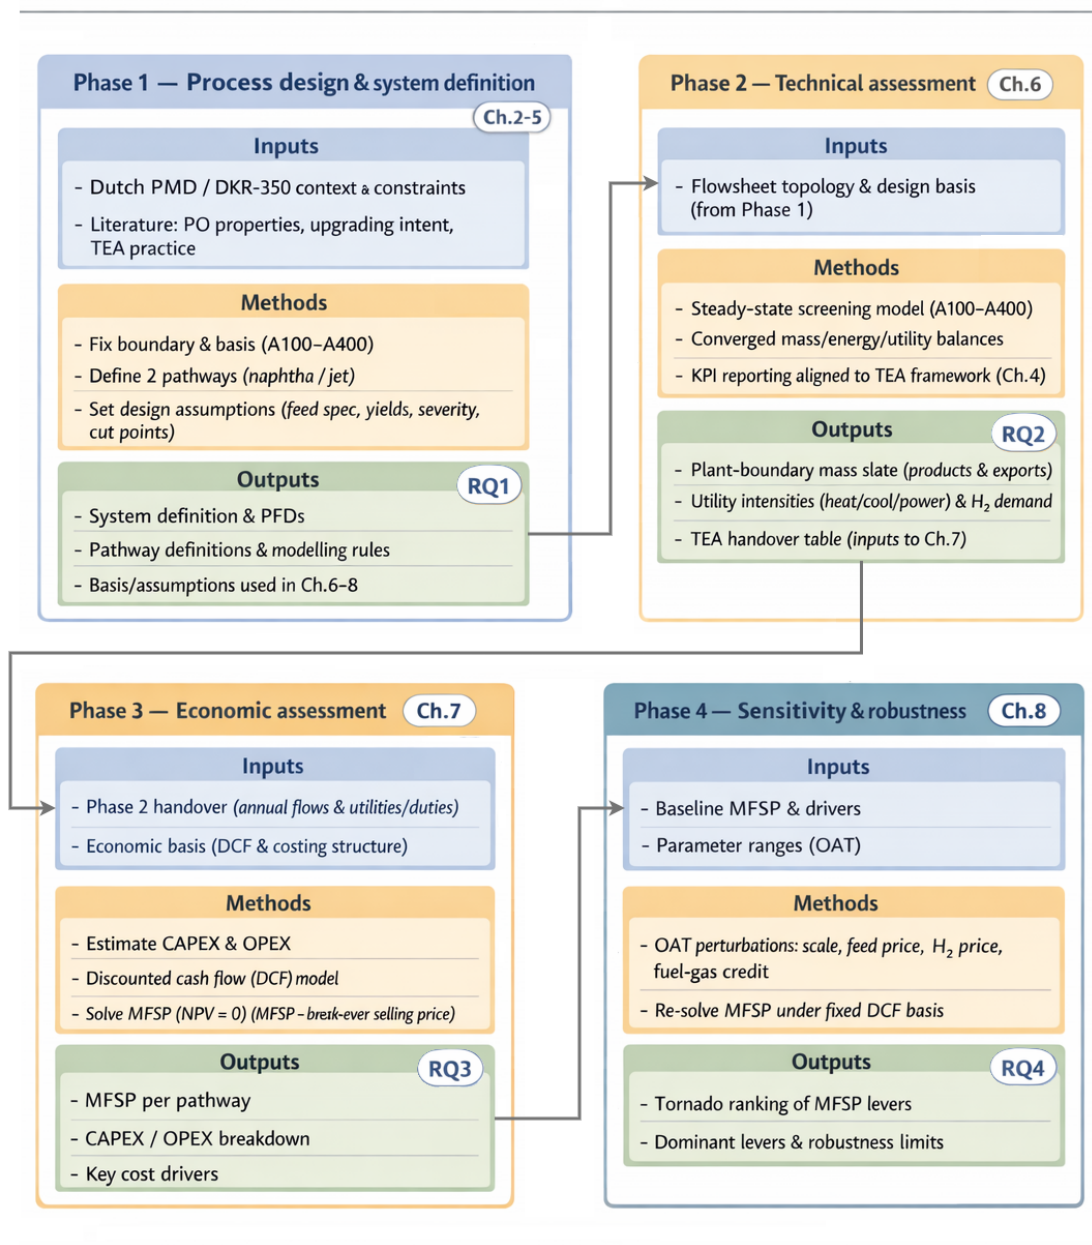 Phase 1 — Process design & system definition
Ch.2-5
Inputs
- Dutch PMD / DKR-350 context & constraints
- Literature: PO properties, upgrading intent,
TEA practice
Methods
- Fix boundary & basis (A100–A400)
- Define 2 pathways (naphtha / jet)
- Set design assumptions (feed spec, yields, severity,
cut points)
Outputs
RQ1
- System definition & PFDs
- Pathway definitions & modelling rules
- Basis/assumptions used in Ch.6–8
Phase 2 — Technical assessment
Ch.6
Inputs
- Flowsheet topology & design basis
(from Phase 1)
Methods
- Steady-state screening model (A100–A400)
- Converged mass/energy/utility balances
- KPI reporting aligned to TEA framework (Ch.4)
Outputs
RQ2
- Plant-boundary mass slate (products & exports)
- Utility intensities (heat/cool/power) & H₂ demand
- TEA handover table (inputs to Ch.7)
Phase 3 — Economic assessment
Ch.7
Inputs
- Phase 2 handover (annual flows & utilities/duties)
- Economic basis (DCF & costing structure)
Methods
- Estimate CAPEX & OPEX
- Discounted cash flow (DCF) model
- Solve MFSP (NPV = 0) (MFSP – break-ever selling price)
Outputs
RQ3
- MFSP per pathway
- CAPEX / OPEX breakdown
- Key cost drivers
Phase 4 — Sensitivity & robustness
Ch.8
Inputs
- Baseline MFSP & drivers
- Parameter ranges (OAT)
Methods
- OAT perturbations: scale, feed price, H₂ price,
fuel-gas credit
- Re-solve MFSP under fixed DCF basis
Outputs
RQ4
- Tornado ranking of MFSP levers
- Dominant levers & robustness limits